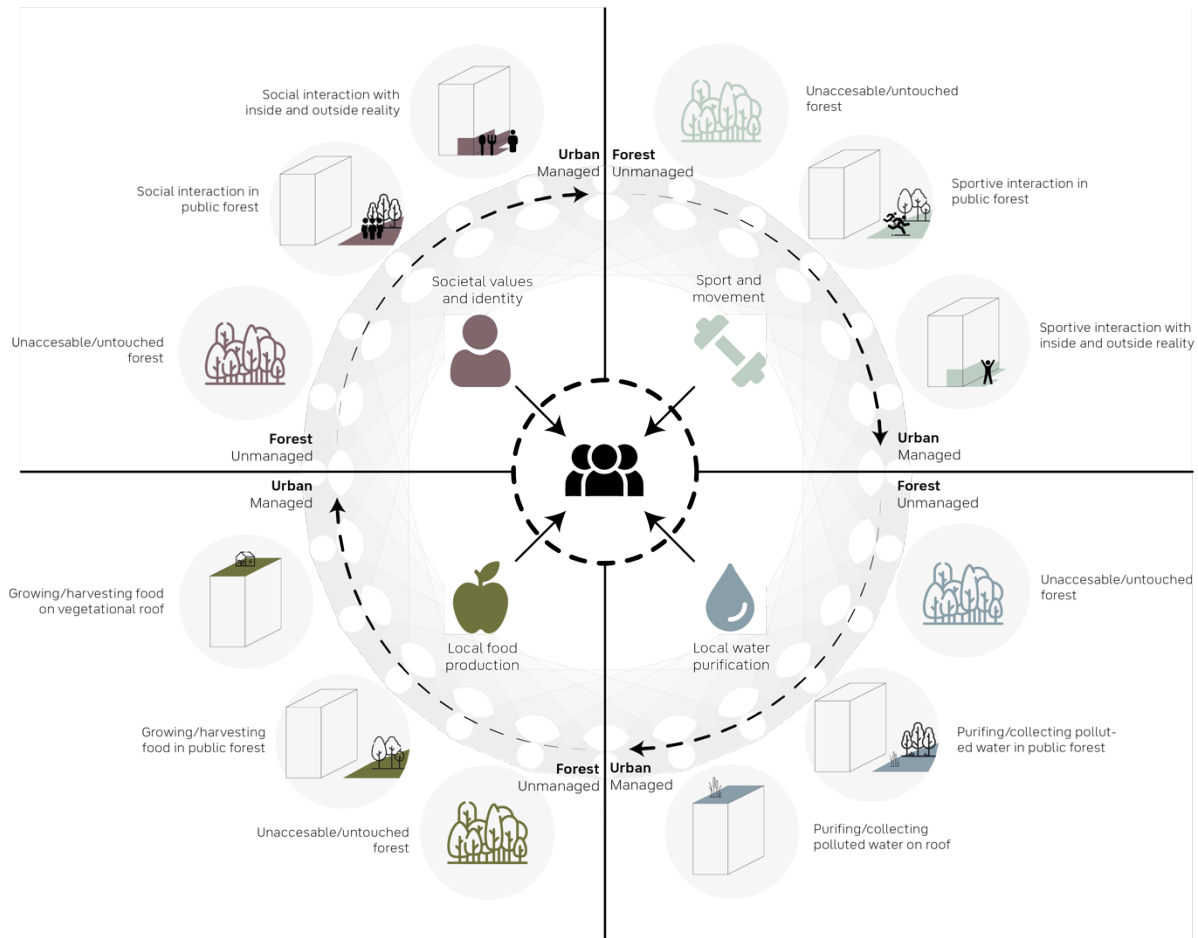 Social interaction with
inside and outside reality
Unaccesable/untouched
forest
Urban
Managed
Forest
Unmanaged
Social interaction in
public forest
Sportive interaction in
public forest
Societal values
and identity
Sport and
movement
Unaccesable/untouched
forest
Sportive interaction with
inside and outside reality
Forest
Unmanaged
Urban
Managed
Urban
Managed
Forest
Unmanaged
Growing/harvesting food
on vegetational roof
Unaccesable/untouched
forest
Local food
production
Local water
purification
Growing/harvesting
food in public forest
Purifing/collecting pollut-
ed water in public forest
Forest
Unmanaged
Urban
Managed
Unaccesable/untouched
forest
Purifing/collecting
polluted water on roof